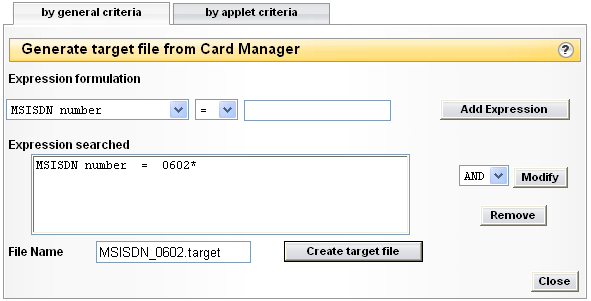 by general criteria by applet criteria
Generate target file from Card Manager ?
Expression formulation
MSISDN number = Add Expression
Expression searched
MSISDN number = 0602*
AND Modify
Remove
File Name MSISDN_0602.target Create target file
Close